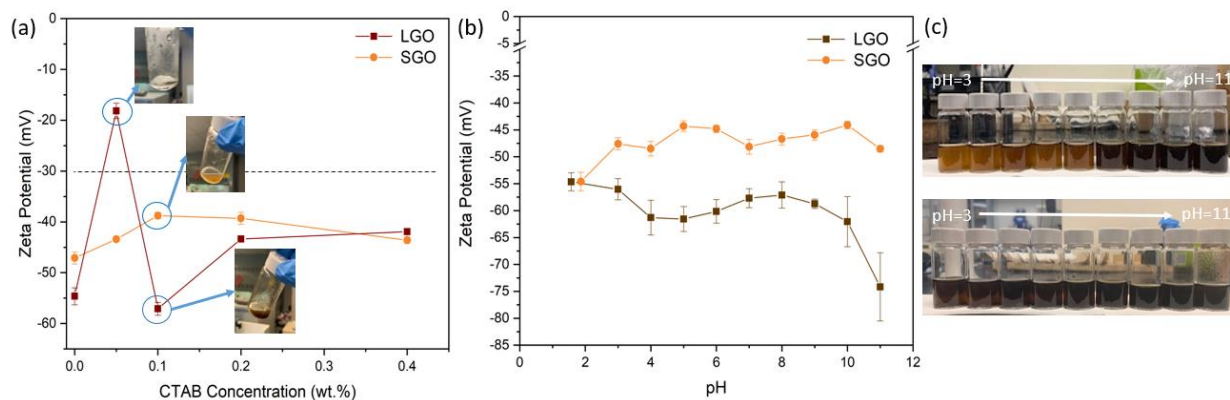 (a)
LGO
SGO
0
-10
-20
-30
-40
-50
-60
0.0
0.1
0.2
0.3
0.4
Zeta Potential (mV)
CTAB Concentration (wt.%)
(b)
LGO
SGO
0
-5
-35
-40
-45
-50
-55
-60
-65
-70
-75
-80
-85
0
2
4
6
8
10
12
Zeta Potential (mV)
pH
(c)
pH=3
pH=11
pH=3
pH=11